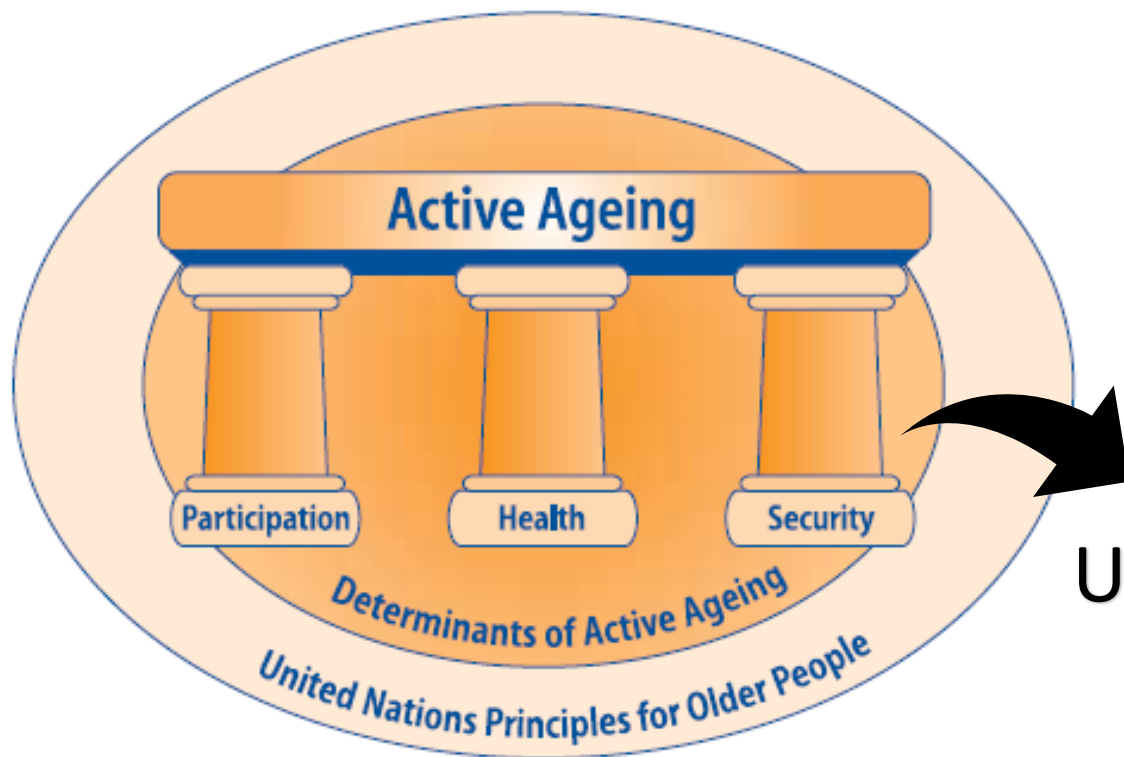 Active Ageing
Participation
Health
Security
Determinants of Active Ageing
United Nations Principles for Older People
U